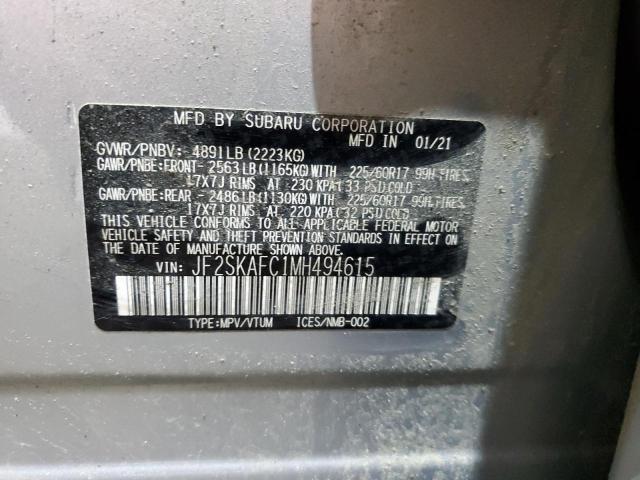 MFD BY SUBARU CORPORATION
MFD IN 01/21
GVWR/PNBV: 4891LB(2223KG)
GAWR/PNBE:FRONT- 2563LB(1165KG)WITH 225/60R17 99H TIRES,
17X7J RIMS AT 230 KPA(33 PSI)COLD
GAWR/PNBE:REAR - 2486LB(1130KG)WITH 225/60R17 99H TIRES,
17X7J RIMS AT 220 KPA(32 PSI)COLD
THIS VEHICLE CONFORMS TO ALL APPLICABLE FEDERAL MOTOR
VEHICLE SAFETY AND THEFT PREVENTION STANDARDS IN EFFECT ON
THE DATE OF MANUFACTURE SHOWN ABOVE.
VIN: JF2SKAFC1MH494615
TYPE:MPV/VTUM ICES/NMB-002